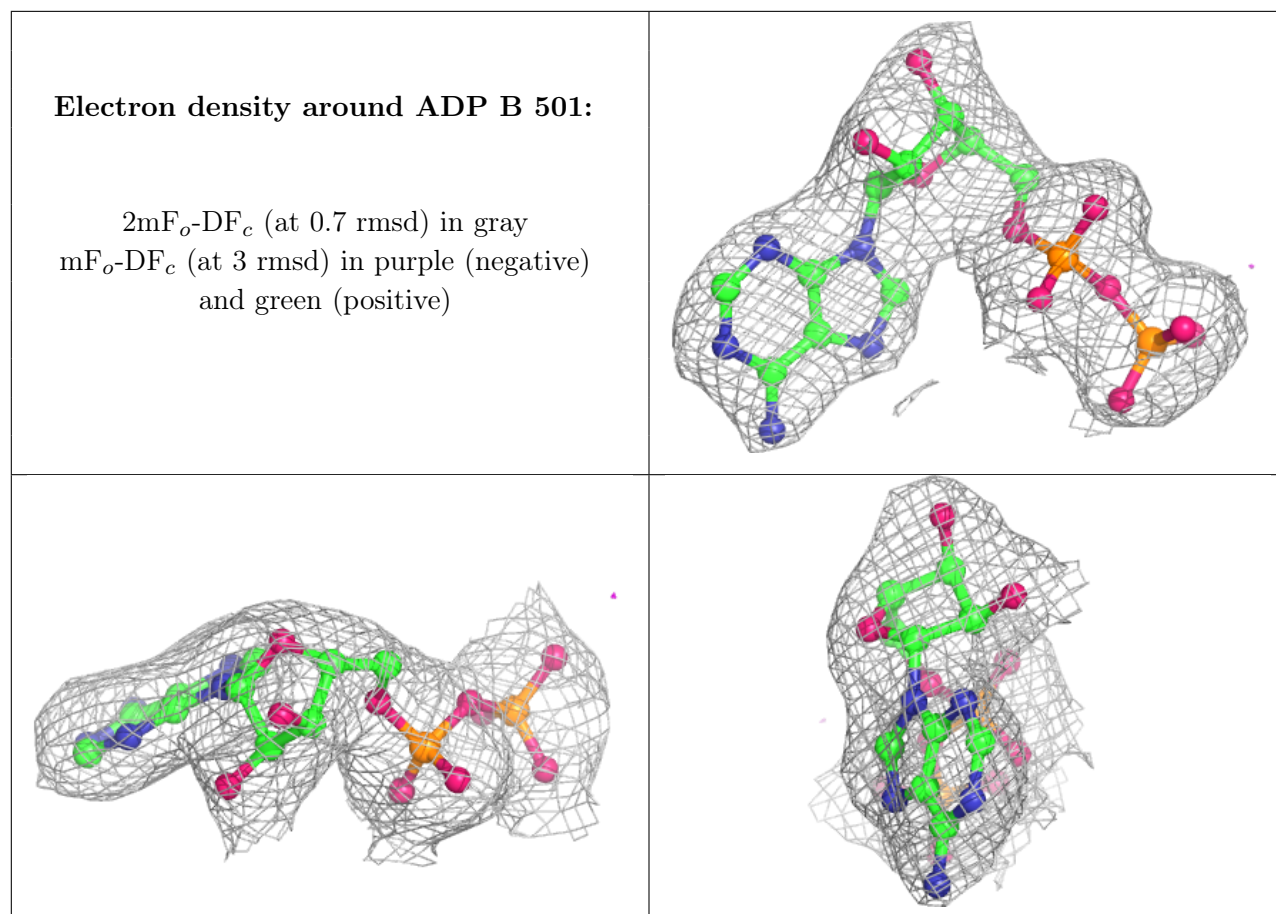 Electron density around ADP B 501:
2mFₒ-DF𝑐 (at 0.7 rmsd) in gray
mFₒ-DF𝑐 (at 3 rmsd) in purple (negative)
and green (positive)